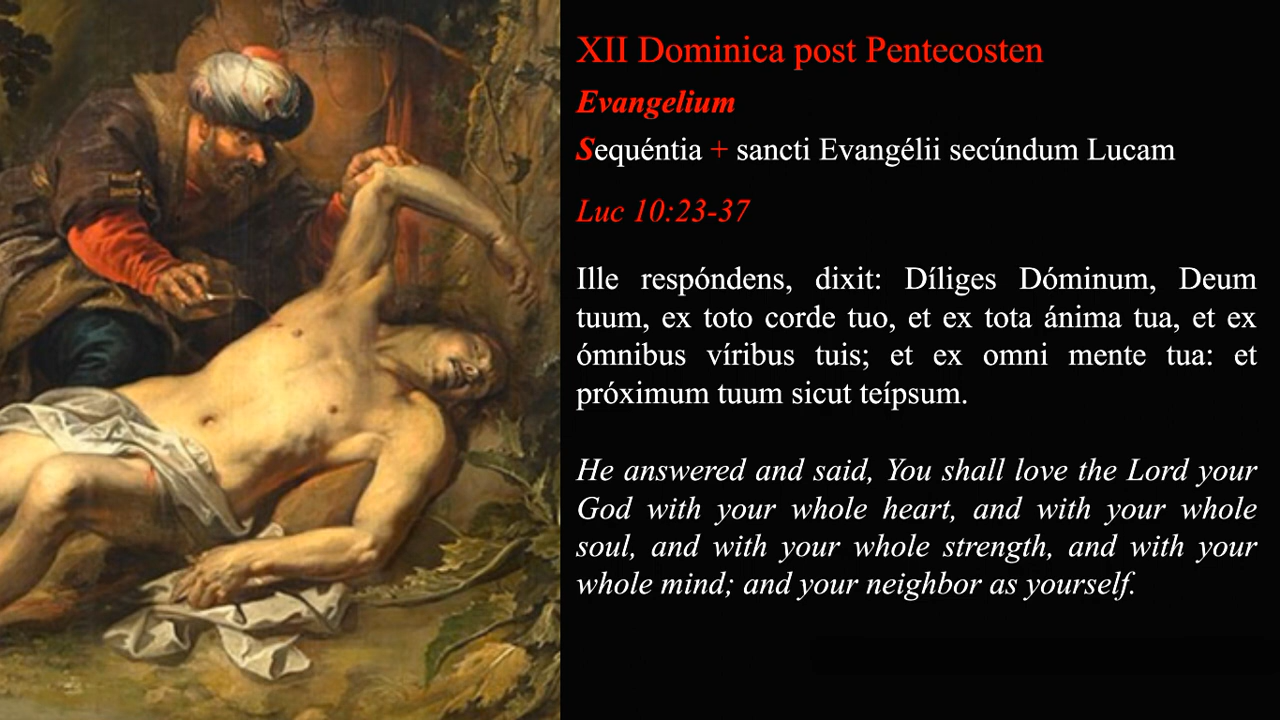 XII Dominica post Pentecosten
Evangelium
Sequéntia + sancti Evangélii secúndum Lucam
Luc 10:23-37
Ille respóndens, dixit: Díliges Dóminum, Deum
tuum, ex toto corde tuo, et ex tota ánima tua, et ex
ómnibus víribus tuis; et ex omni mente tua: et
próximum tuum sicut teípsum.
He answered and said, You shall love the Lord your
God with your whole heart, and with your whole
soul, and with your whole strength, and with your
whole mind; and your neighbor as yourself.